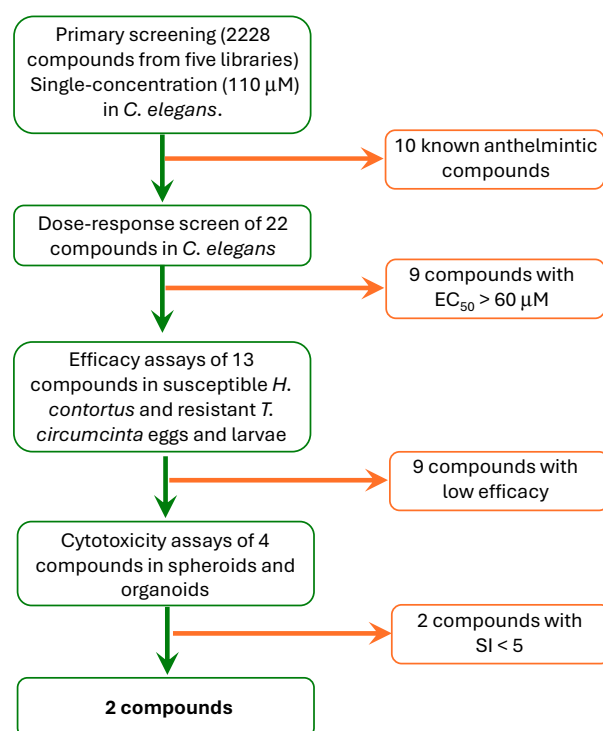 Primary screening (2228
compounds from five libraries)
Single-concentration (110 μM)
in C. elegans.
10 known anthelmintic
compounds
Dose-response screen of 22
compounds in C. elegans
9 compounds with
EC50 > 60 μM
Efficacy assays of 13
compounds in susceptible H.
contortus and resistant T.
circumcinta eggs and larvae
9 compounds with
low efficacy
Cytotoxicity assays of 4
compounds in spheroids and
organoids
2 compounds with
SI < 5
2 compounds